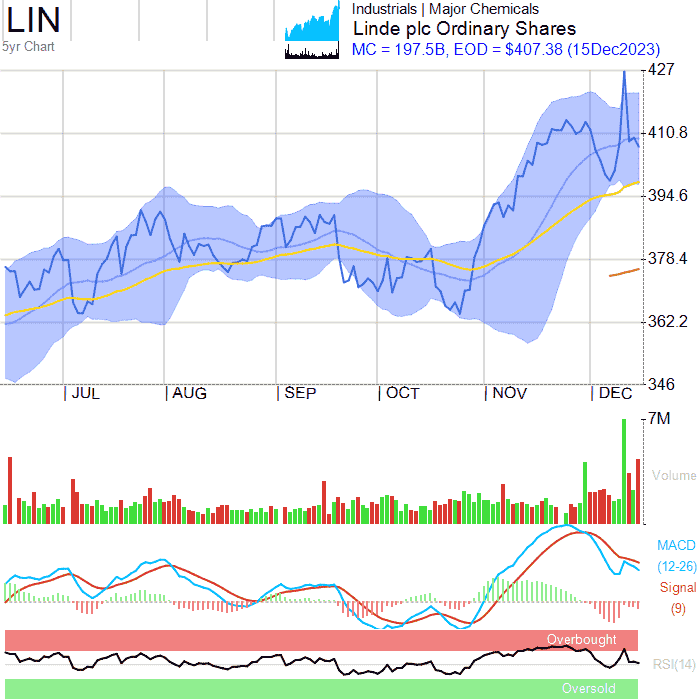 LIN
5yr Chart
Industrials | Major Chemicals
Linde plc Ordinary Shares
MC = 197.5B, EOD = $407.38 (15Dec2023)
427
410.8
394.6
378.4
362.2
346
JUL AUG SEP OCT NOV DEC
7M
Volume
MACD
(12-26)
Signal
(9)
Overbought
RSI(14)
Oversold